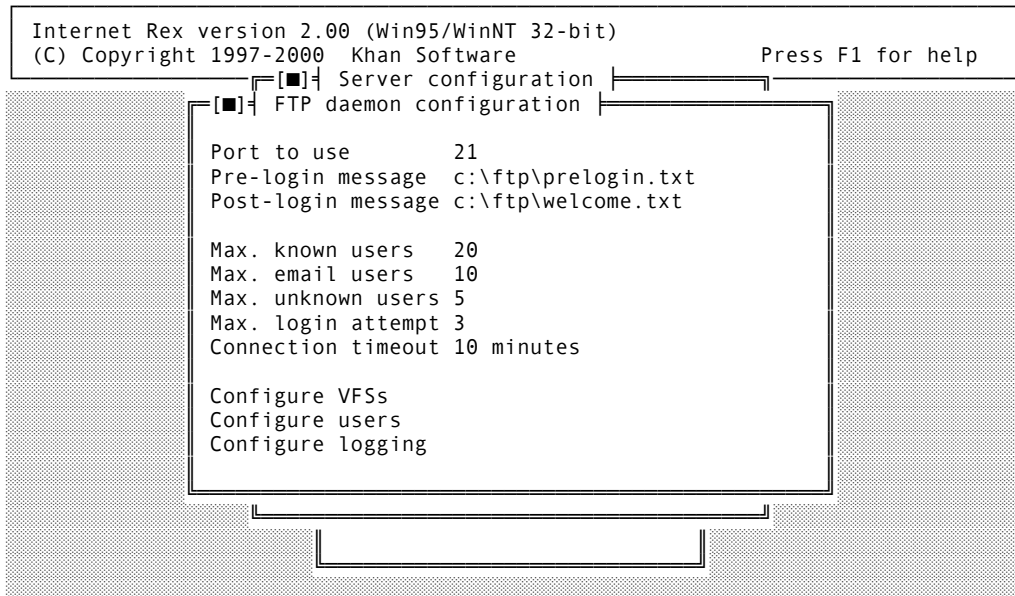 Internet Rex version 2.00 (Win95/WinNT 32-bit)
(C) Copyright 1997-2000 Khan Software Press F1 for help
[■] Server configuration
[■] FTP daemon configuration
Port to use 21
Pre-login message c:\ftp\prelogin.txt
Post-login message c:\ftp\welcome.txt
Max. known users 20
Max. email users 10
Max. unknown users 5
Max. login attempt 3
Connection timeout 10 minutes
Configure VFSs
Configure users
Configure logging